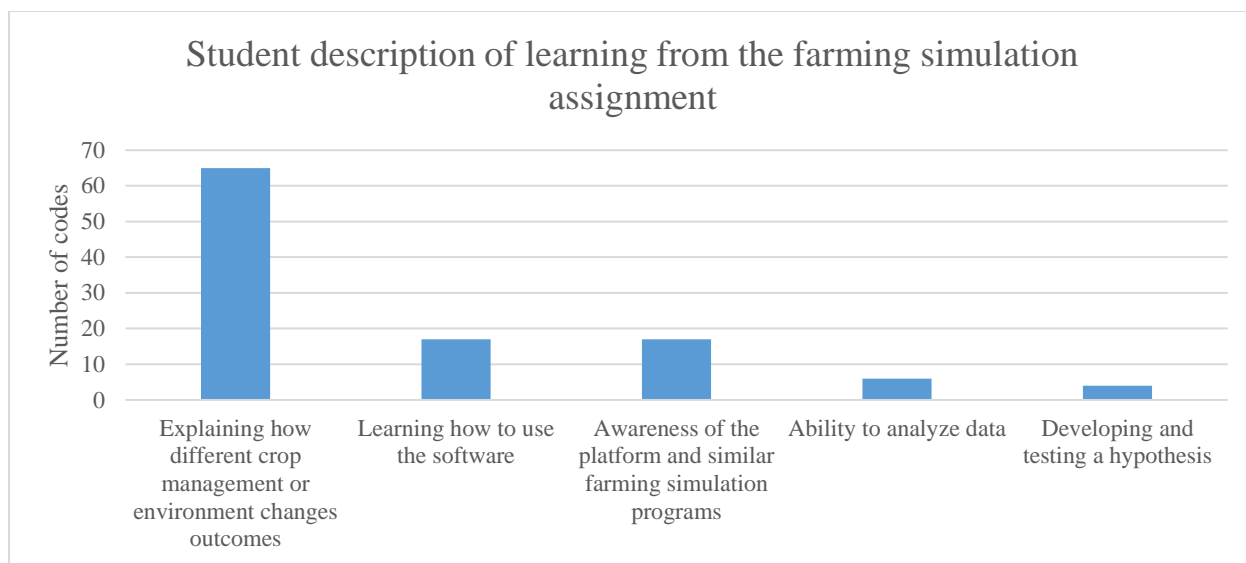 Student description of learning from the farming simulation
assignment
Number of codes
70
60
50
40
30
20
10
0
Explaining how
different crop
management or
environment changes
outcomes
Learning how to use
the software
Awareness of the
platform and similar
farming simulation
programs
Ability to analyze data
Developing and
testing a hypothesis